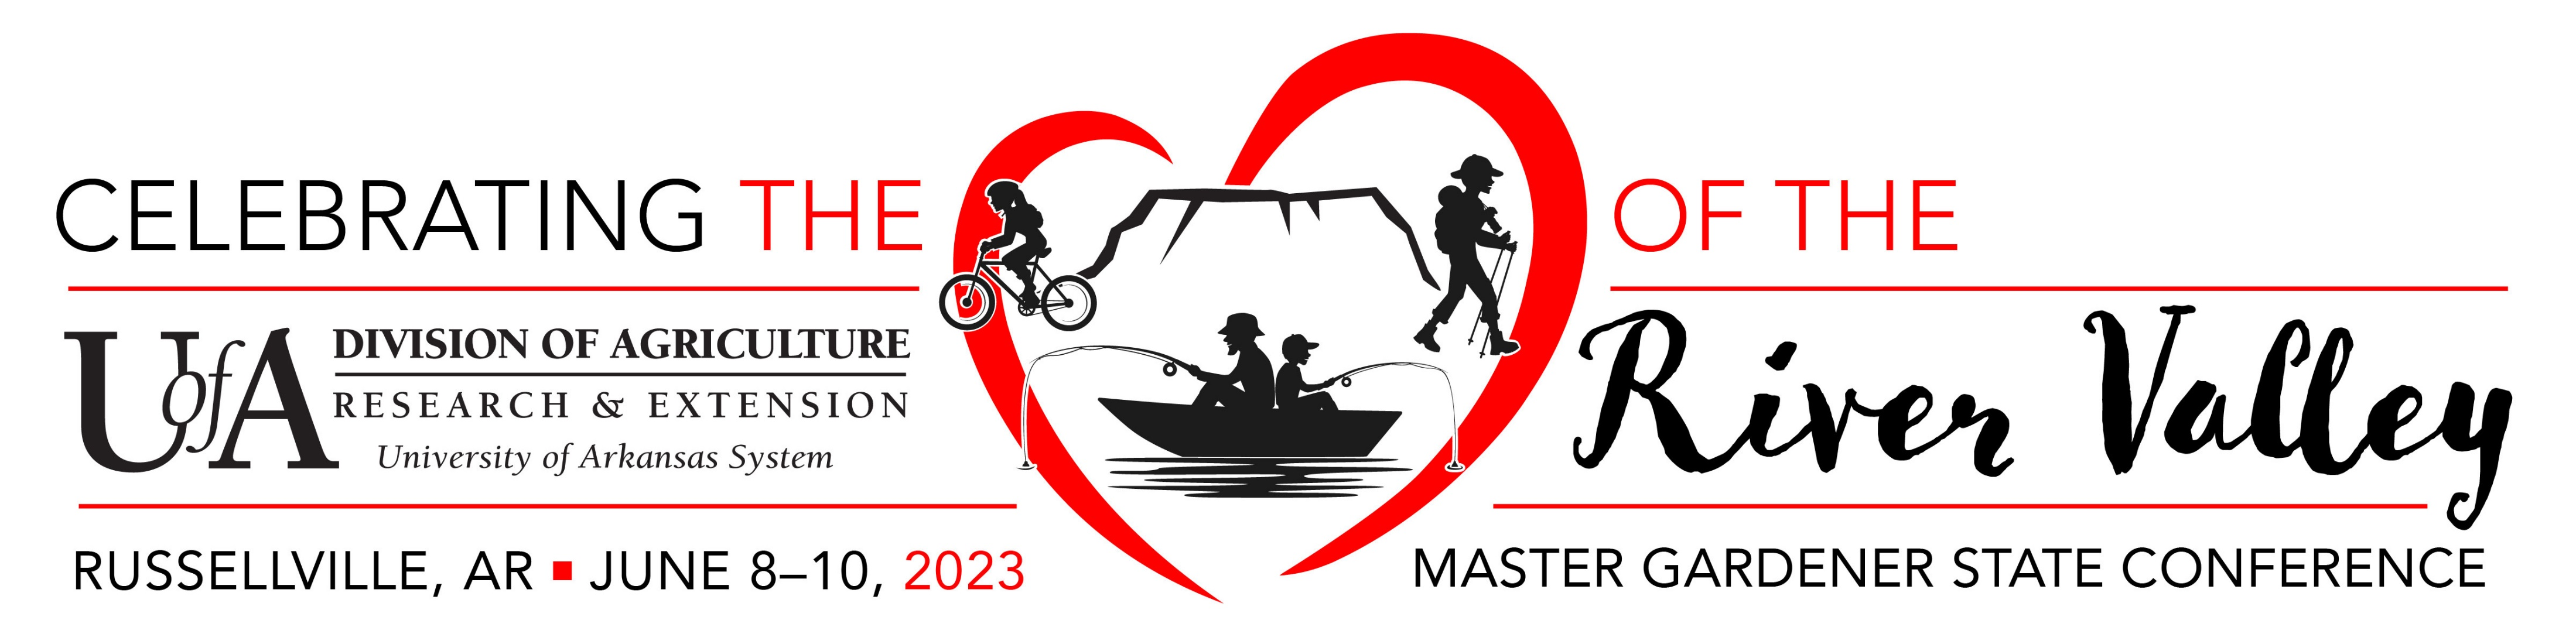 CELEBRATING THE
OF THE
River Valley
UofA
DIVISION OF AGRICULTURE
RESEARCH & EXTENSION
University of Arkansas System
RUSSELLVILLE, AR ■ JUNE 8–10, 2023
MASTER GARDENER STATE CONFERENCE